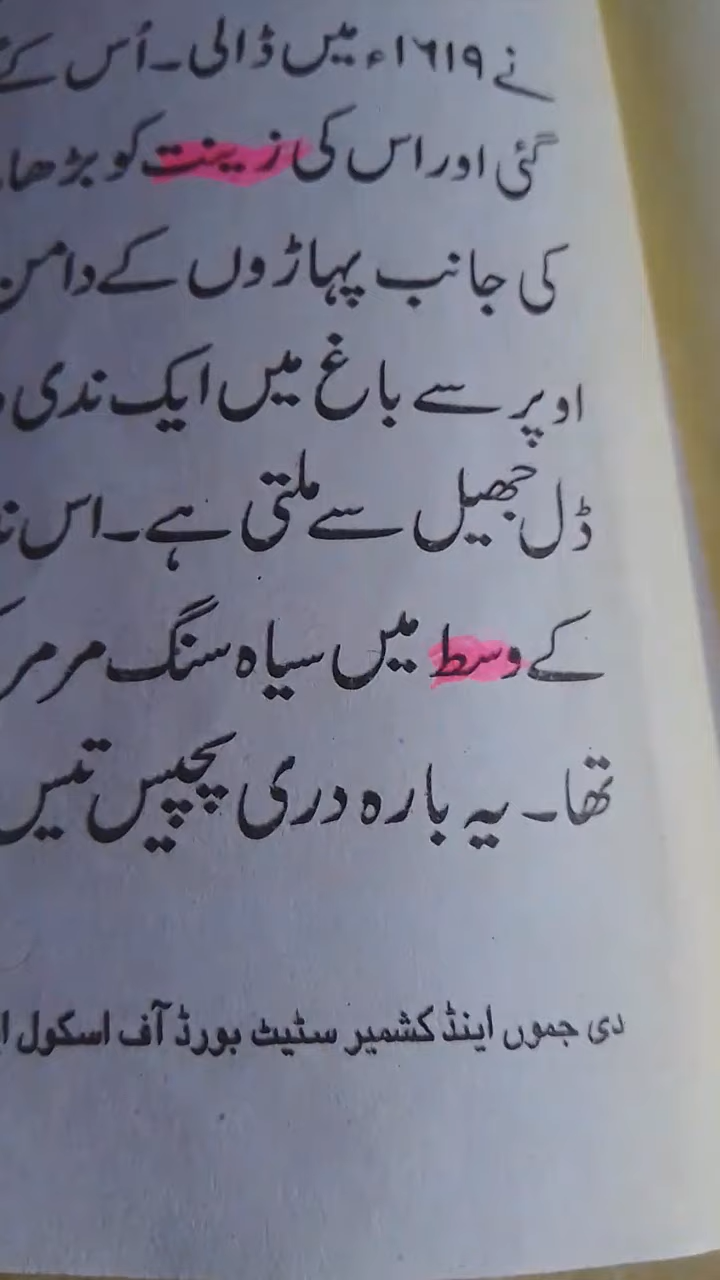 نے ۱۶۱۹ء میں ڈالی۔ اُس کے
گئی اور اس کی زینت کو بڑھا
کی جانب پہاڑوں کے دامن
اوپر سے باغ میں ایک ندی
ڈل جھیل سے ملتی ہے۔ اس
کے وسط میں سیاہ سنگ مرمر
تھا۔ یہ بارہ دری پچیس تیس
دی جموں اینڈ کشمیر سٹیٹ بورڈ آف اسکول